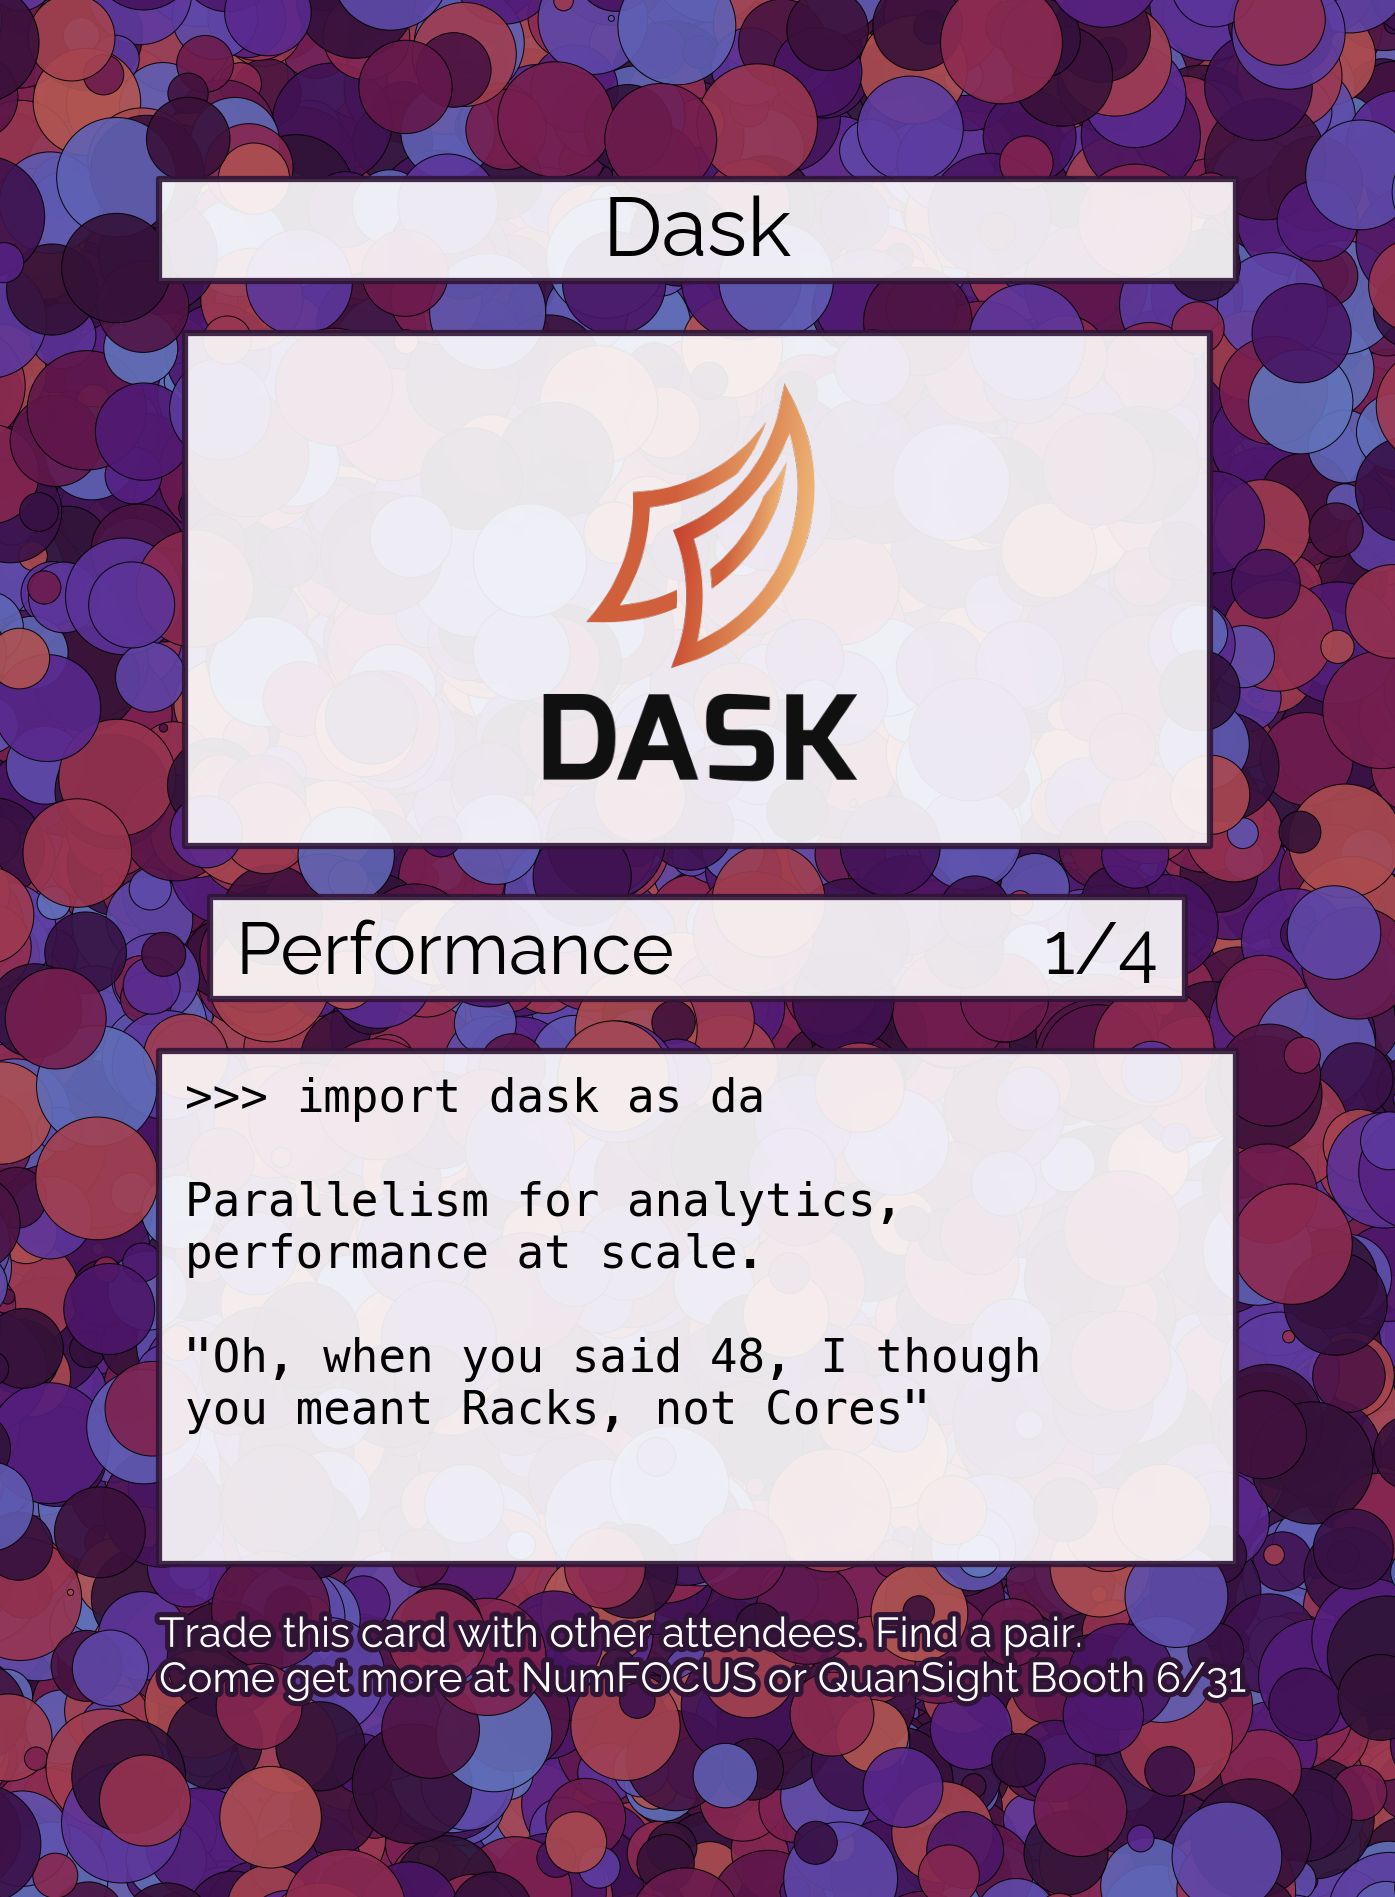 Dask
DASK
Performance 1/4
>>> import dask as da
Parallelism for analytics,
performance at scale.
"Oh, when you said 48, I though
you meant Racks, not Cores"
Trade this card with other attendees. Find a pair.
Come get more at NumFOCUS or QuanSight Booth 6/31